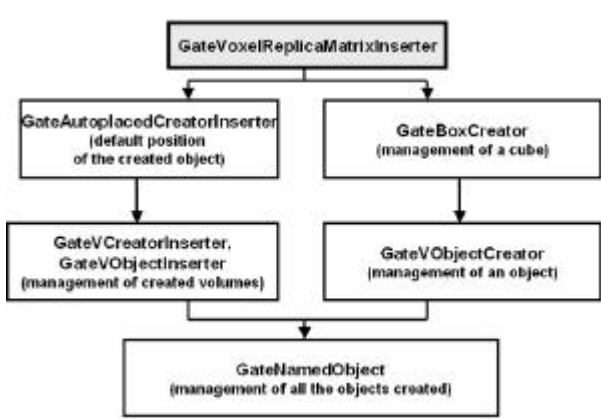 GateVoxelReplicaMatrixInserter
GateAutoplacedCreatorInserter
(default position
of the created object)
GateBoxCreator
(management of a cube)
GateVCreatorInserter,
GateVObjectInserter
(management of created volumes)
GateVObjectCreator
(management of an object)
GateNamedObject
(management of all the objects created)